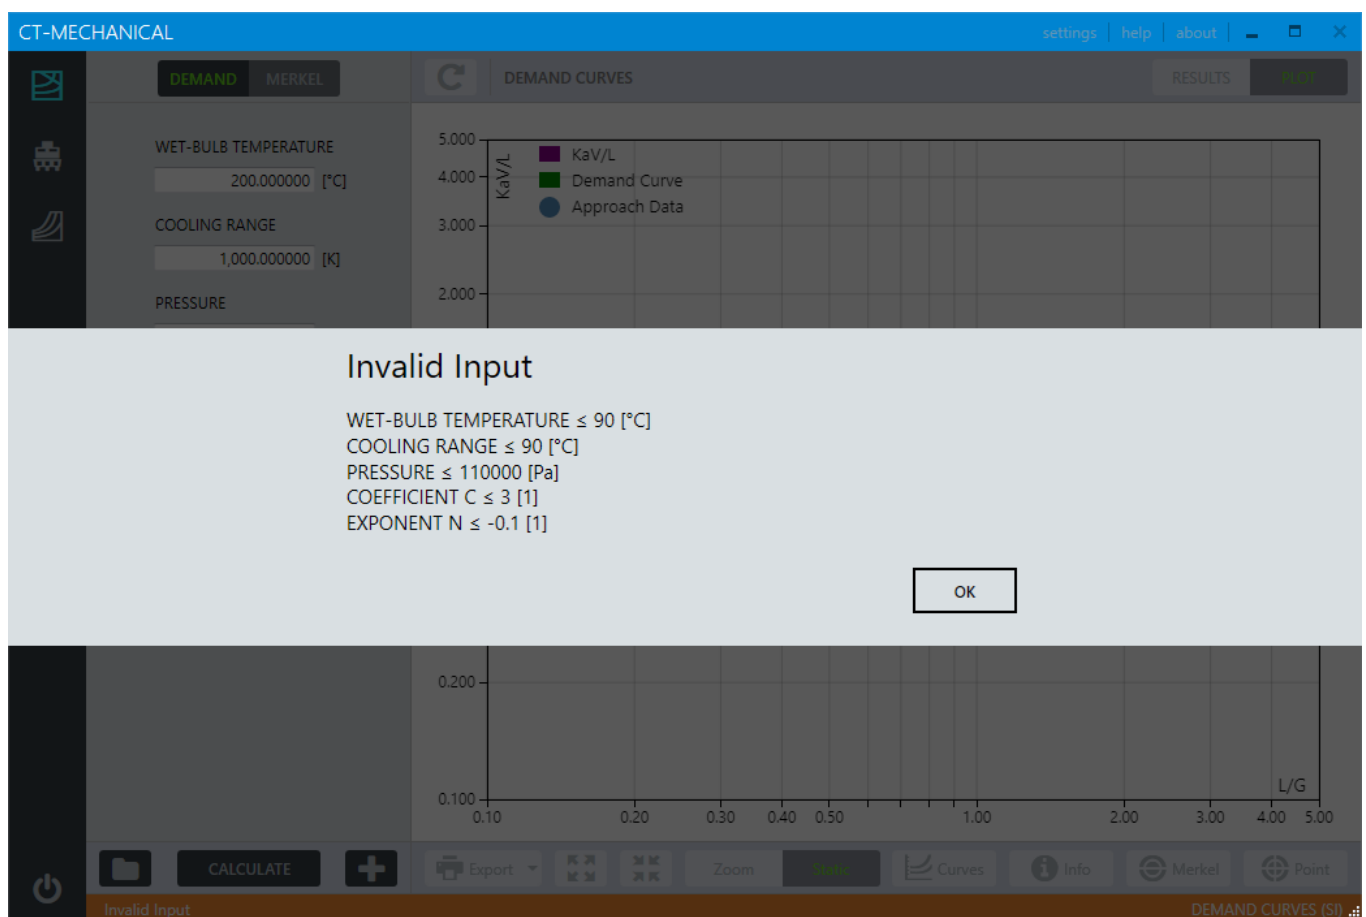 CT-MECHANICAL
settings help about
DEMAND MERKEL
DEMAND CURVES
RESULTS PLOT
WET-BULB TEMPERATURE
200.000000 [°C]
COOLING RANGE
1,000.000000 [K]
PRESSURE
5.000
4.000
3.000
2.000
KaV/L
KaV/L
Demand Curve
Approach Data
Invalid Input
WET-BULB TEMPERATURE ≤ 90 [°C]
COOLING RANGE ≤ 90 [°C]
PRESSURE ≤ 110000 [Pa]
COEFFICIENT C ≤ 3 [1]
EXPONENT N ≤ -0.1 [1]
OK
0.200
0.100
L/G
0.10 0.20 0.30 0.40 0.50 1.00 2.00 3.00 4.00 5.00
CALCULATE
Export Zoom Static Curves Info Merkel Point
Invalid Input
DEMAND CURVES (SI)